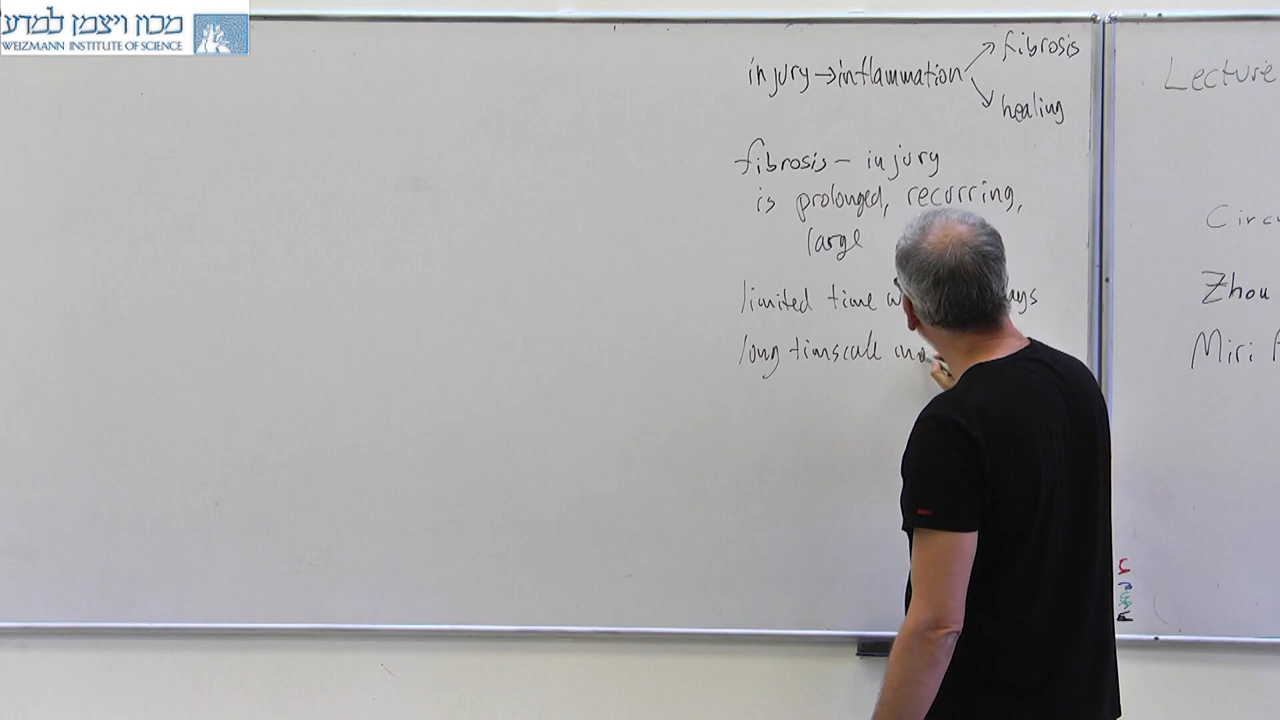 מכון ויצמן למדע
WEIZMANN INSTITUTE OF SCIENCE
injury → inflammation
fibrosis
healing
fibrosis - injury
is prolonged, recurring,
large
limited time
long timscale
Lecture
Zhou
Miri